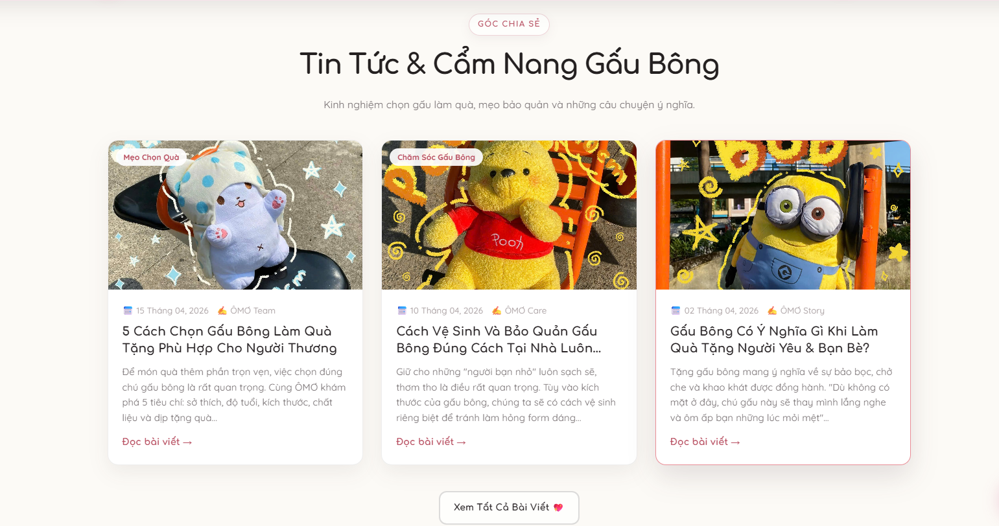 GÓC CHIA SẺ
Tin Tức & Cẩm Nang Gấu Bông
Kinh nghiệm chọn gấu làm quà, mẹo bảo quản và những câu chuyện ý nghĩa.
Mẹo Chọn Quà
15 Tháng 04, 2026 ✍️ ÔMƠ Team
5 Cách Chọn Gấu Bông Làm Quà
Tặng Phù Hợp Cho Người Thương
Để món quà thêm phần trọn vẹn, việc chọn đúng
chú gấu bông là rất quan trọng. Cùng ÔMƠ khám
phá 5 tiêu chí: sở thích, độ tuổi, kích thước, chất
liệu và dịp tặng quà...
Đọc bài viết →
Chăm Sóc Gấu Bông
Pooh
10 Tháng 04, 2026 ✍️ ÔMƠ Care
Cách Vệ Sinh Và Bảo Quản Gấu
Bông Đúng Cách Tại Nhà Luôn...
Giữ cho những "người bạn nhỏ" luôn sạch sẽ,
thơm tho là điều rất quan trọng. Tùy vào kích
thước của gấu bông, chúng ta sẽ có cách vệ sinh
riêng biệt để tránh làm hỏng form dáng...
Đọc bài viết →
02 Tháng 04, 2026 ✍️ ÔMƠ Story
Gấu Bông Có Ý Nghĩa Gì Khi Làm
Quà Tặng Người Yêu & Bạn Bè?
Tặng gấu bông mang ý nghĩa về sự bảo bọc, chở
che và khao khát được đồng hành. "Dù không có
mặt ở đây, chú gấu này sẽ thay mình lắng nghe
và ôm ấp bạn những lúc mỏi mệt"...
Đọc bài viết →
Xem Tất Cả Bài Viết 💖